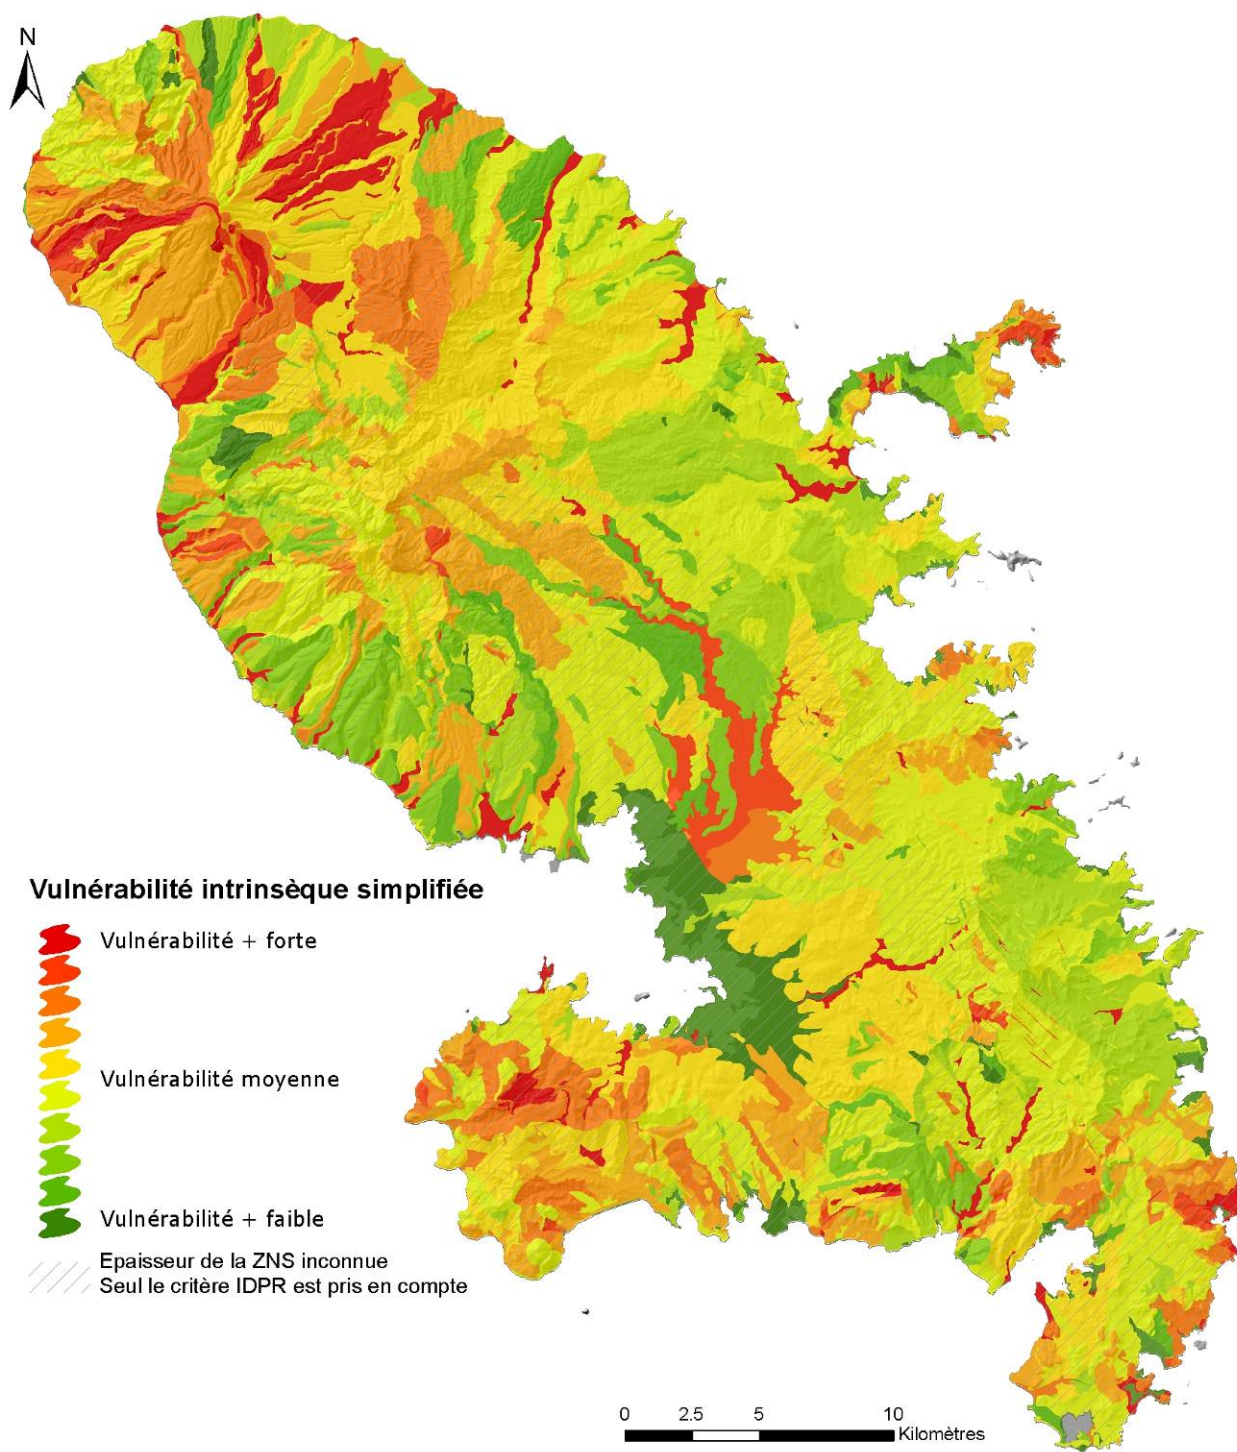 N
Vulnérabilité intrinsèque simplifiée
Vulnérabilité + forte
Vulnérabilité moyenne
Vulnérabilité + faible
Epaisseur de la ZNS inconnue
Seul le critère IDPR est pris en compte
0 2.5 5 10
Kilomètres